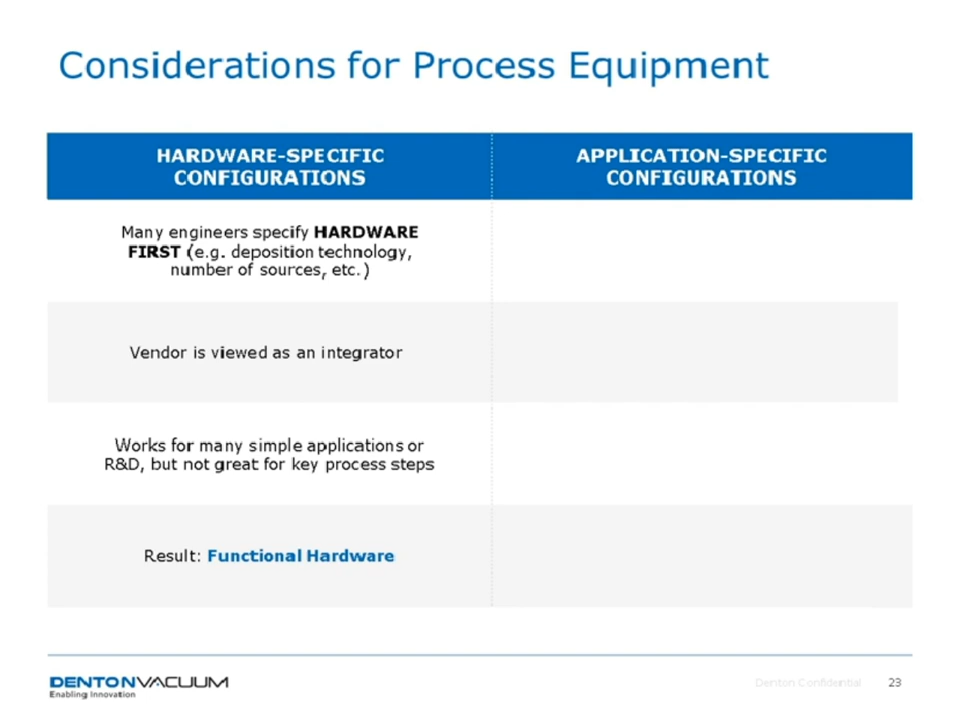 Considerations for Process Equipment
HARDWARE-SPECIFIC
CONFIGURATIONS
APPLICATION-SPECIFIC
CONFIGURATIONS
Many engineers specify HARDWARE
FIRST (e.g. deposition technology,
number of sources, etc.)
Vendor is viewed as an integrator
Works for many simple applications or
R&D, but not great for key process steps
Result: Functional Hardware
DENTONVACUUM
Enabling Innovation
Denton Confidential
23